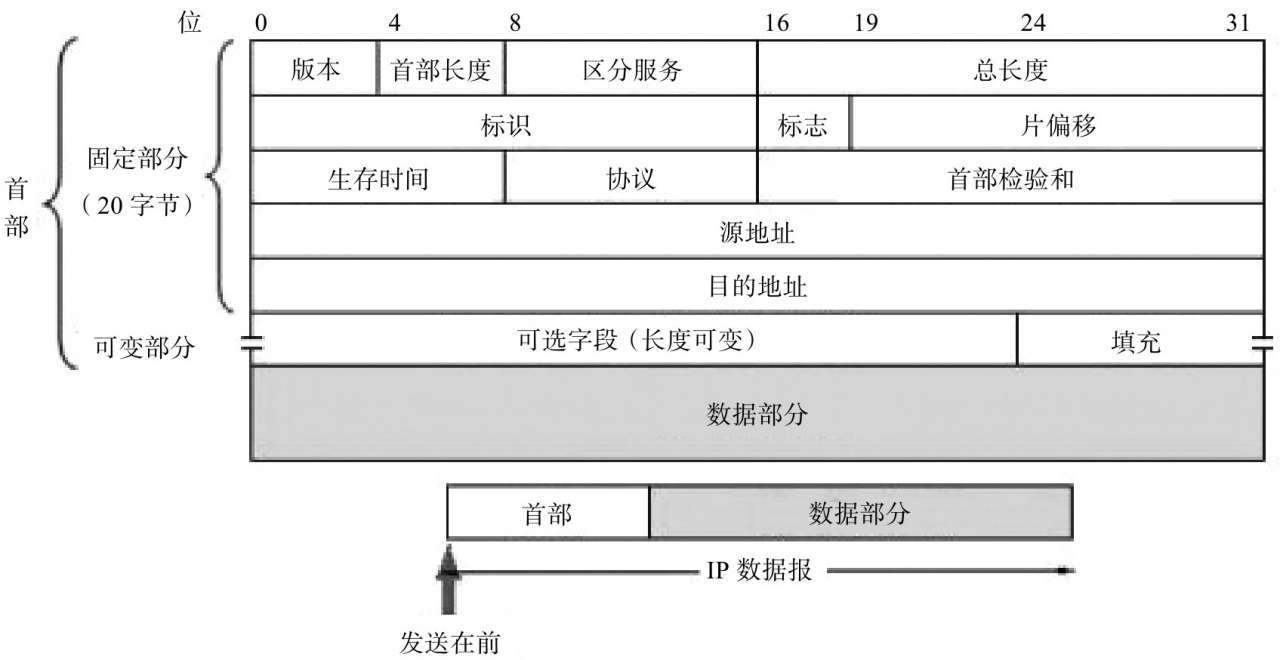 位 0 4 8 16 19 24 31
版本 首部长度 区分服务 总长度
标识 标志 片偏移
固定部分
(20 字节)
生存时间 协议 首部检验和
首部
源地址
目的地址
可变部分 可选字段(长度可变) 填充
数据部分
首部 数据部分
IP 数据报
发送在前